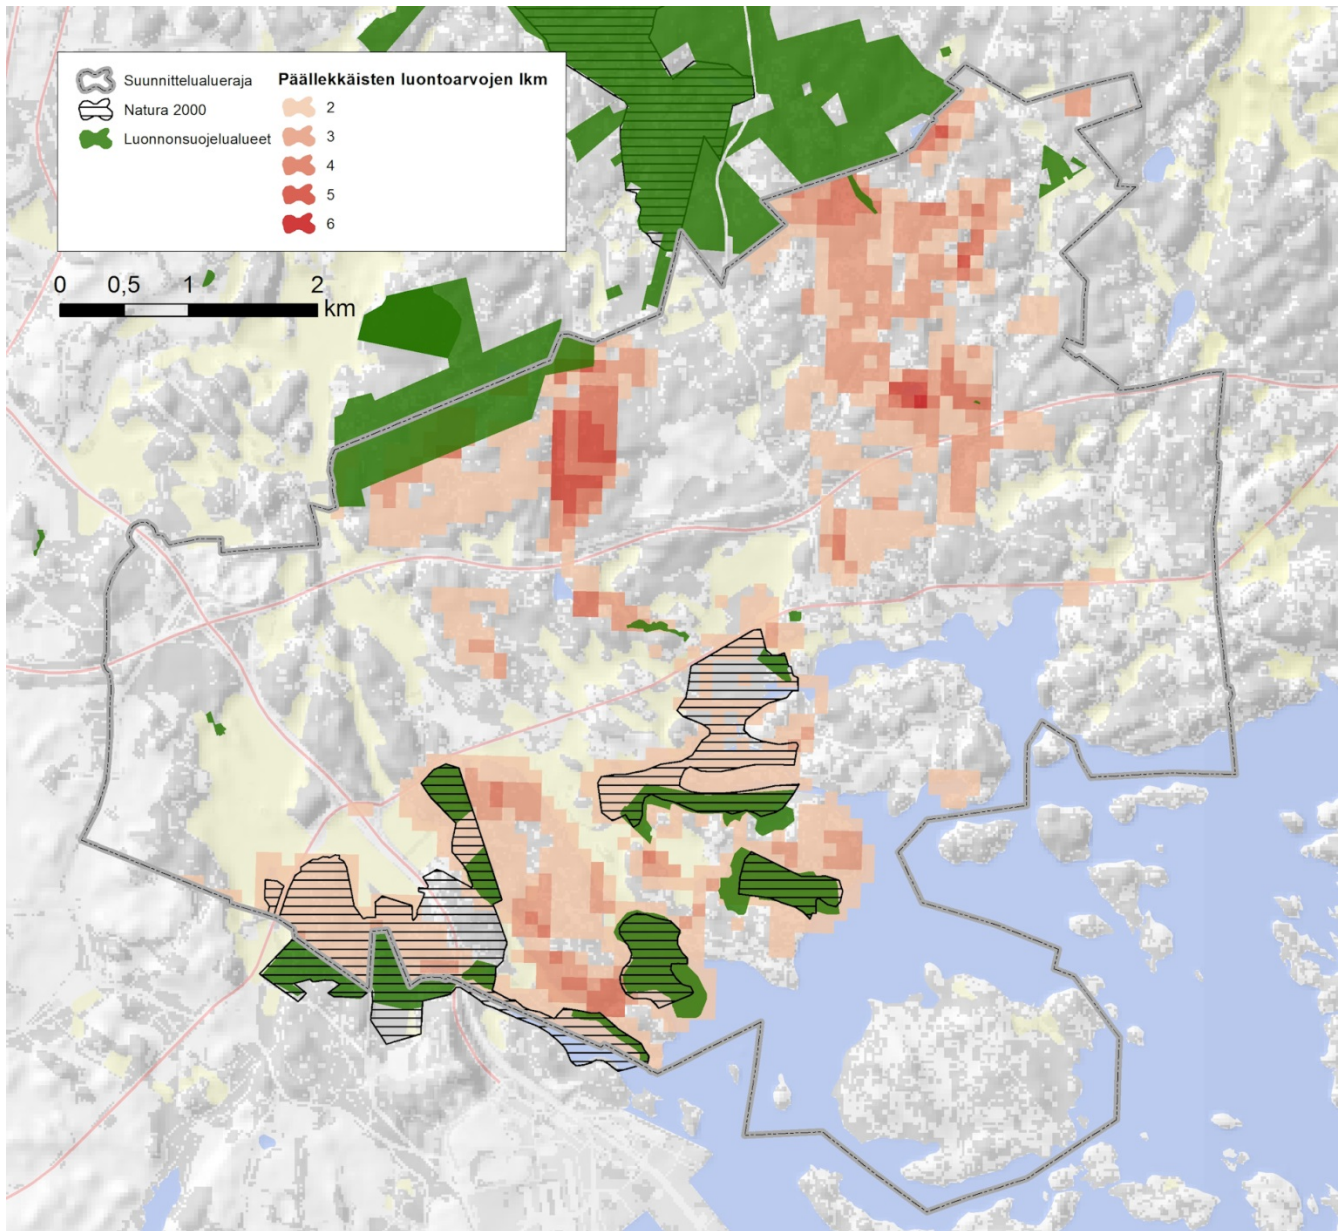 Suunnittelualueraja
Natura 2000
Luonnonsuojelualueet
Päällekkäisten luontoarvojen lkm
2
3
4
5
6
0 0,5 1 2
km